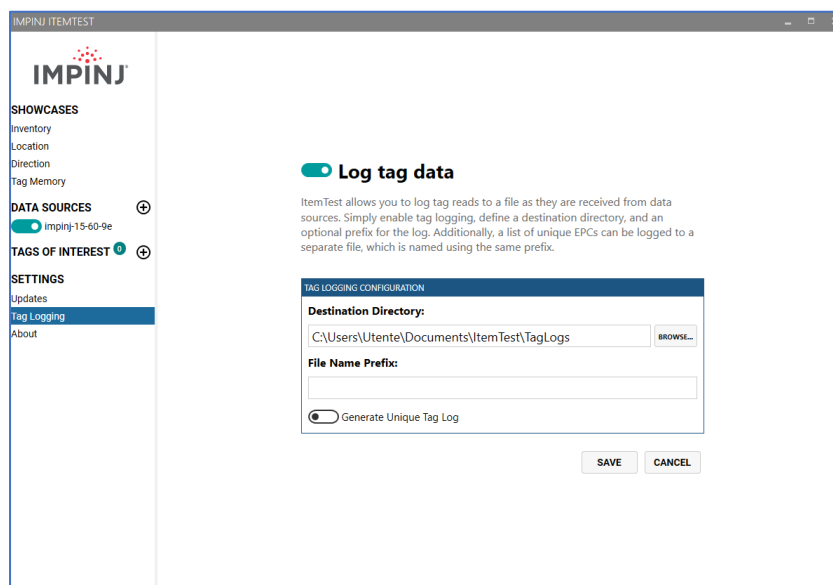 IMPINJ ITEMTEST
IMPINJ
SHOWCASES
Inventory
Location
Direction
Tag Memory
DATA SOURCES
impinj-15-60-9e
TAGS OF INTEREST 0
SETTINGS
Updates
Tag Logging
About
Log tag data
ItemTest allows you to log tag reads to a file as they are received from data
sources. Simply enable tag logging, define a destination directory, and an
optional prefix for the log. Additionally, a list of unique EPCs can be logged to a
separate file, which is named using the same prefix.
TAG LOGGING CONFIGURATION
Destination Directory:
C:\Users\Utente\Documents\ItemTest\TagLogs
BROWSE...
File Name Prefix:
Generate Unique Tag Log
SAVE CANCEL